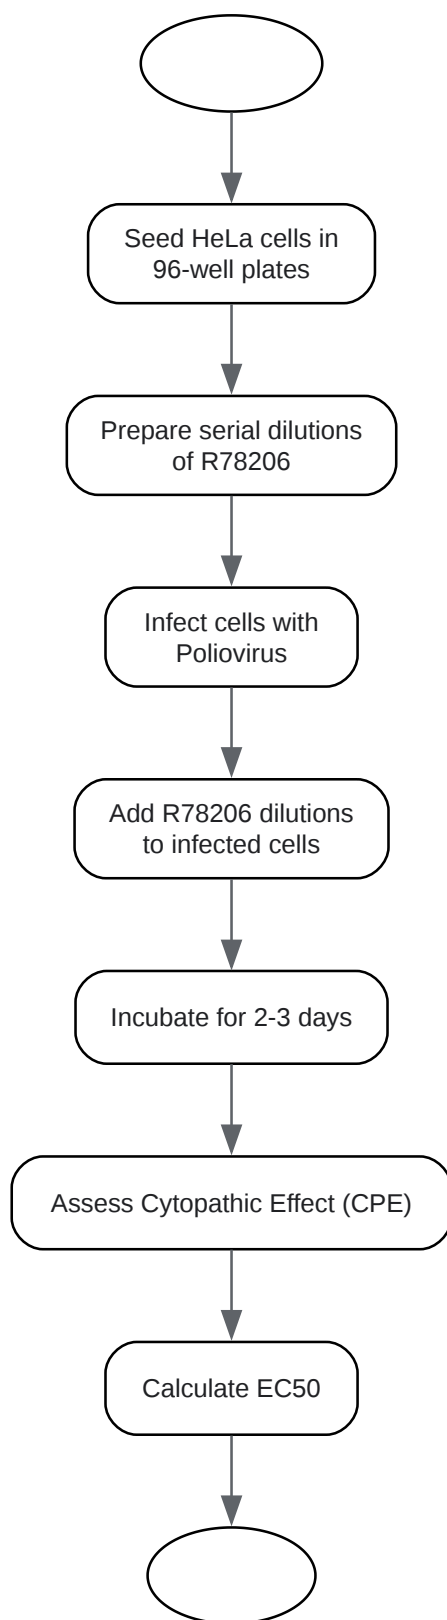 Seed HeLa cells in
96-well plates
Prepare serial dilutions
of R78206
Infect cells with
Poliovirus
Add R78206 dilutions
to infected cells
Incubate for 2-3 days
Assess Cytopathic Effect (CPE)
Calculate EC50